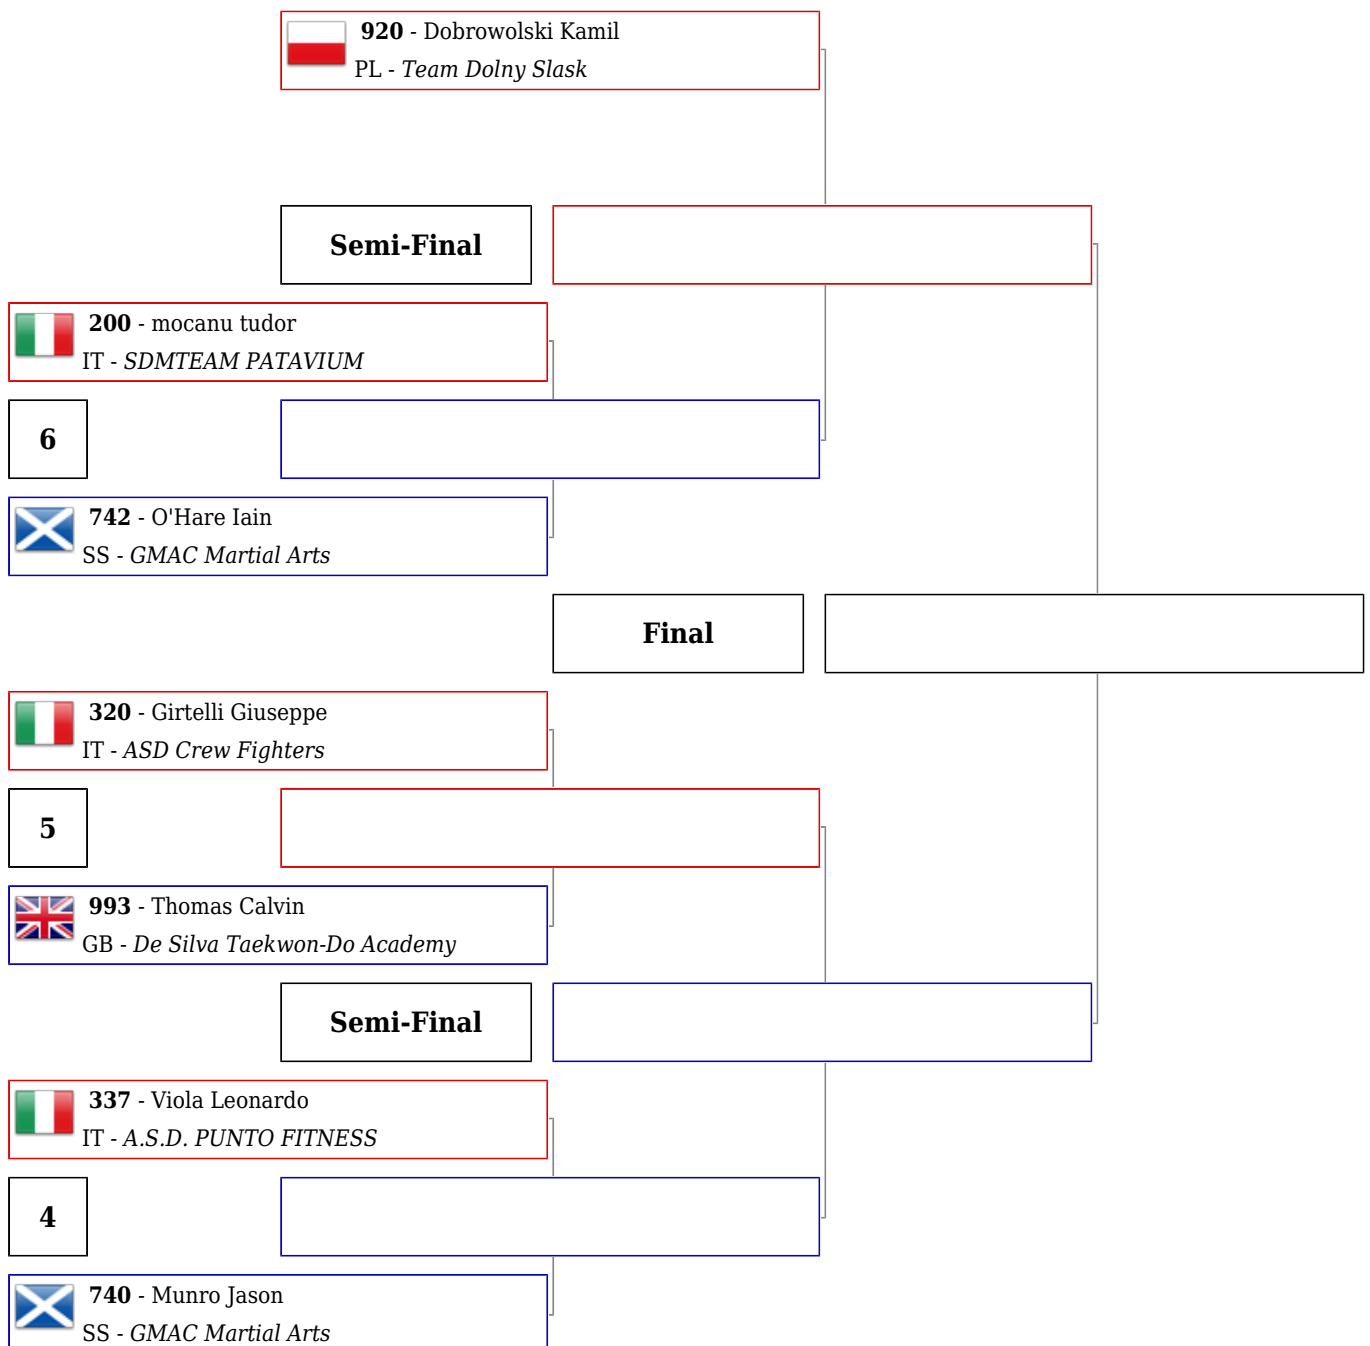 920 - Dobrowolski Kamil
PL - Team Dolny Slask
Semi-Final
200 - mocanu tudor
IT - SDMTEAM PATAVIUM
6
742 - O'Hare Iain
SS - GMAC Martial Arts
Final
320 - Girtelli Giuseppe
IT - ASD Crew Fighters
5
993 - Thomas Calvin
GB - De Silva Taekwon-Do Academy
Semi-Final
337 - Viola Leonardo
IT - A.S.D. PUNTO FITNESS
4
740 - Munro Jason
SS - GMAC Martial Arts